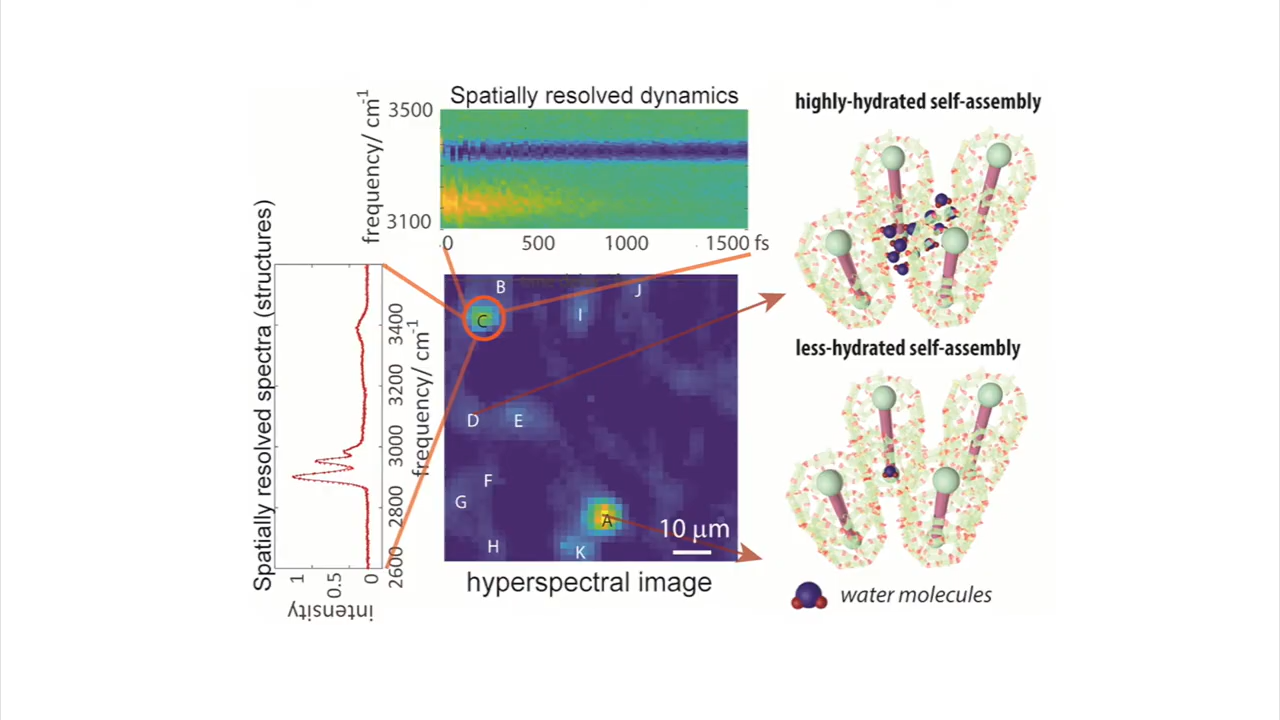 Spatially resolved dynamics
3500
3100
frequency/ cm-1
0
500
1000
1500 fs
Spatially resolved spectra (structures)
3400
3200
3000
2800
2600
frequency/ cm-1
1
0.5
0
intensity
B
J
C
I
D
E
F
G
A
H
K
10 μm
hyperspectral image
highly-hydrated self-assembly
less-hydrated self-assembly
water molecules